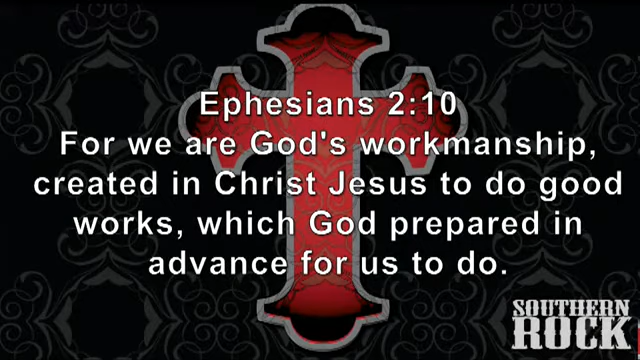 Ephesians 2:10
For we are God's workmanship,
created in Christ Jesus to do good
works, which God prepared in
advance for us to do.
SOUTHERN
ROCK